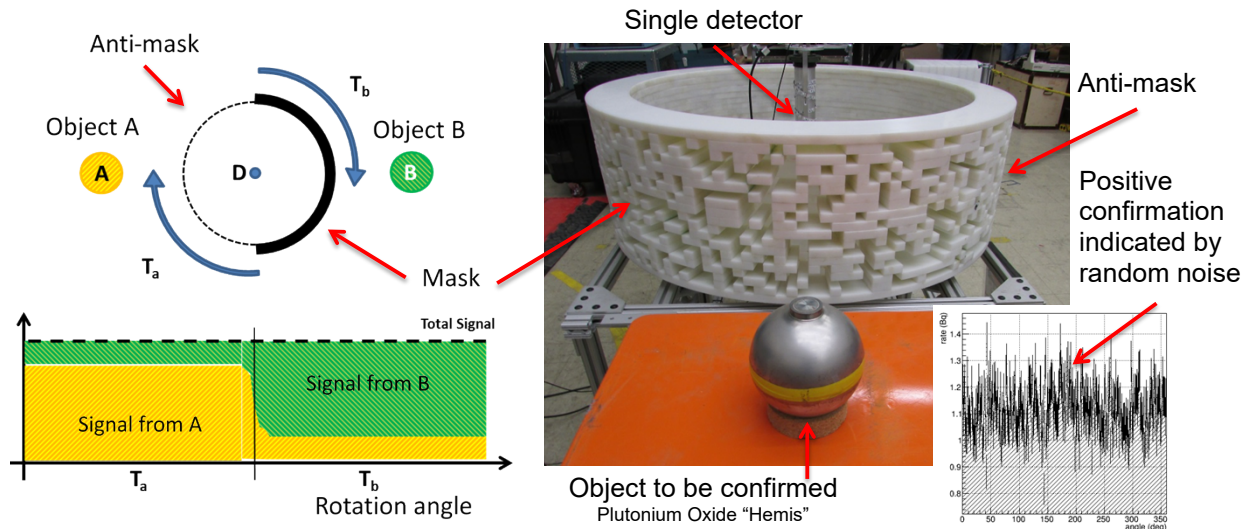 Single detector
Anti-mask
T_b
Object A
Object B
A
D
B
T_a
Mask
Anti-mask
Positive
confirmation
indicated by
random noise
Total Signal
Signal from B
Signal from A
T_a
T_b
Rotation angle
Object to be confirmed
Plutonium Oxide “Hemis”
rate (Bq)
1.4
1.3
1.2
1.1
1
0.9
0.8
0 50 100 150 200 250 300 350
angle (deg)